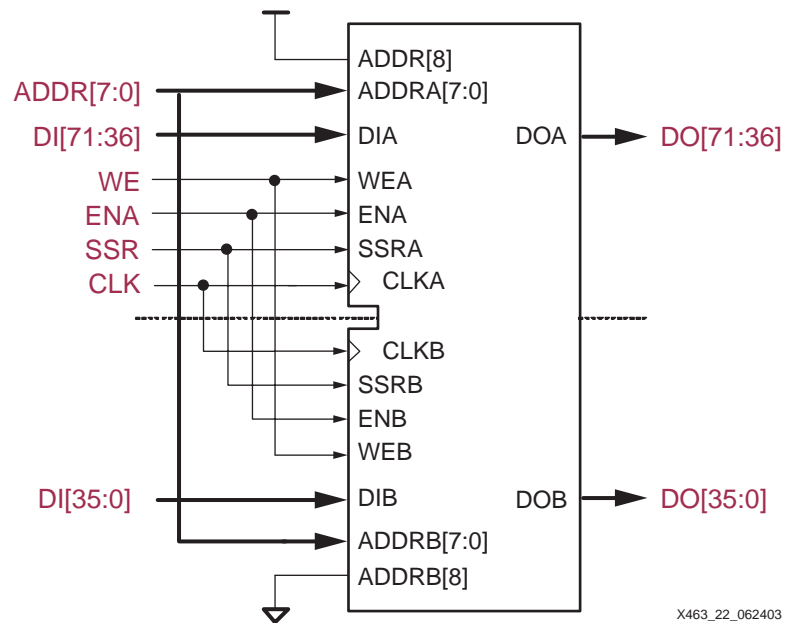 ADDR[8]
ADDR[7:0] ADDRA[7:0]
DI[71:36] DIA DOA DO[71:36]
WE WEA
ENA ENA
SSR SSRA
CLK CLKA
CLKB
SSRB
ENB
WEB
DI[35:0] DIB DOB DO[35:0]
ADDRB[7:0]
ADDRB[8]
X463_22_062403